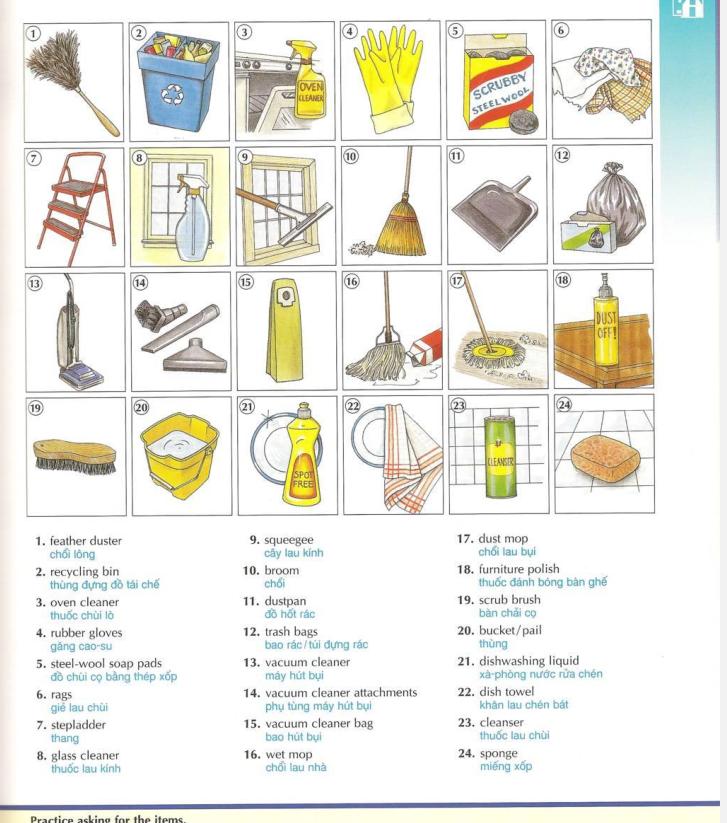 1
2
3
4
5
6
OVEN
CLEANER
SCRUBBY
STEEL WOOL
7
8
9
10
11
12
13
14
15
16
17
18
DUST
OFF!
19
20
21
22
23
24
SPOT
FREE
CLEANSER
1. feather duster
chổi lông
2. recycling bin
thùng đựng đồ tái chế
3. oven cleaner
thuốc chùi lò
4. rubber gloves
găng cao-su
5. steel-wool soap pads
đồ chùi cọ bằng thép xốp
6. rags
giẻ lau chùi
7. stepladder
thang
8. glass cleaner
thuốc lau kính
9. squeegee
cây lau kính
10. broom
chổi
11. dustpan
đồ hốt rác
12. trash bags
bao rác/túi đựng rác
13. vacuum cleaner
máy hút bụi
14. vacuum cleaner attachments
phụ tùng máy hút bụi
15. vacuum cleaner bag
bao hút bụi
16. wet mop
chổi lau nhà
17. dust mop
chổi lau bụi
18. furniture polish
thuốc đánh bóng bàn ghế
19. scrub brush
bàn chải cọ
20. bucket/pail
thùng
21. dishwashing liquid
xà-phòng nước rửa chén
22. dish towel
khăn lau chén bát
23. cleanser
thuốc lau chùi
24. sponge
miếng xốp
Practice asking for the items.